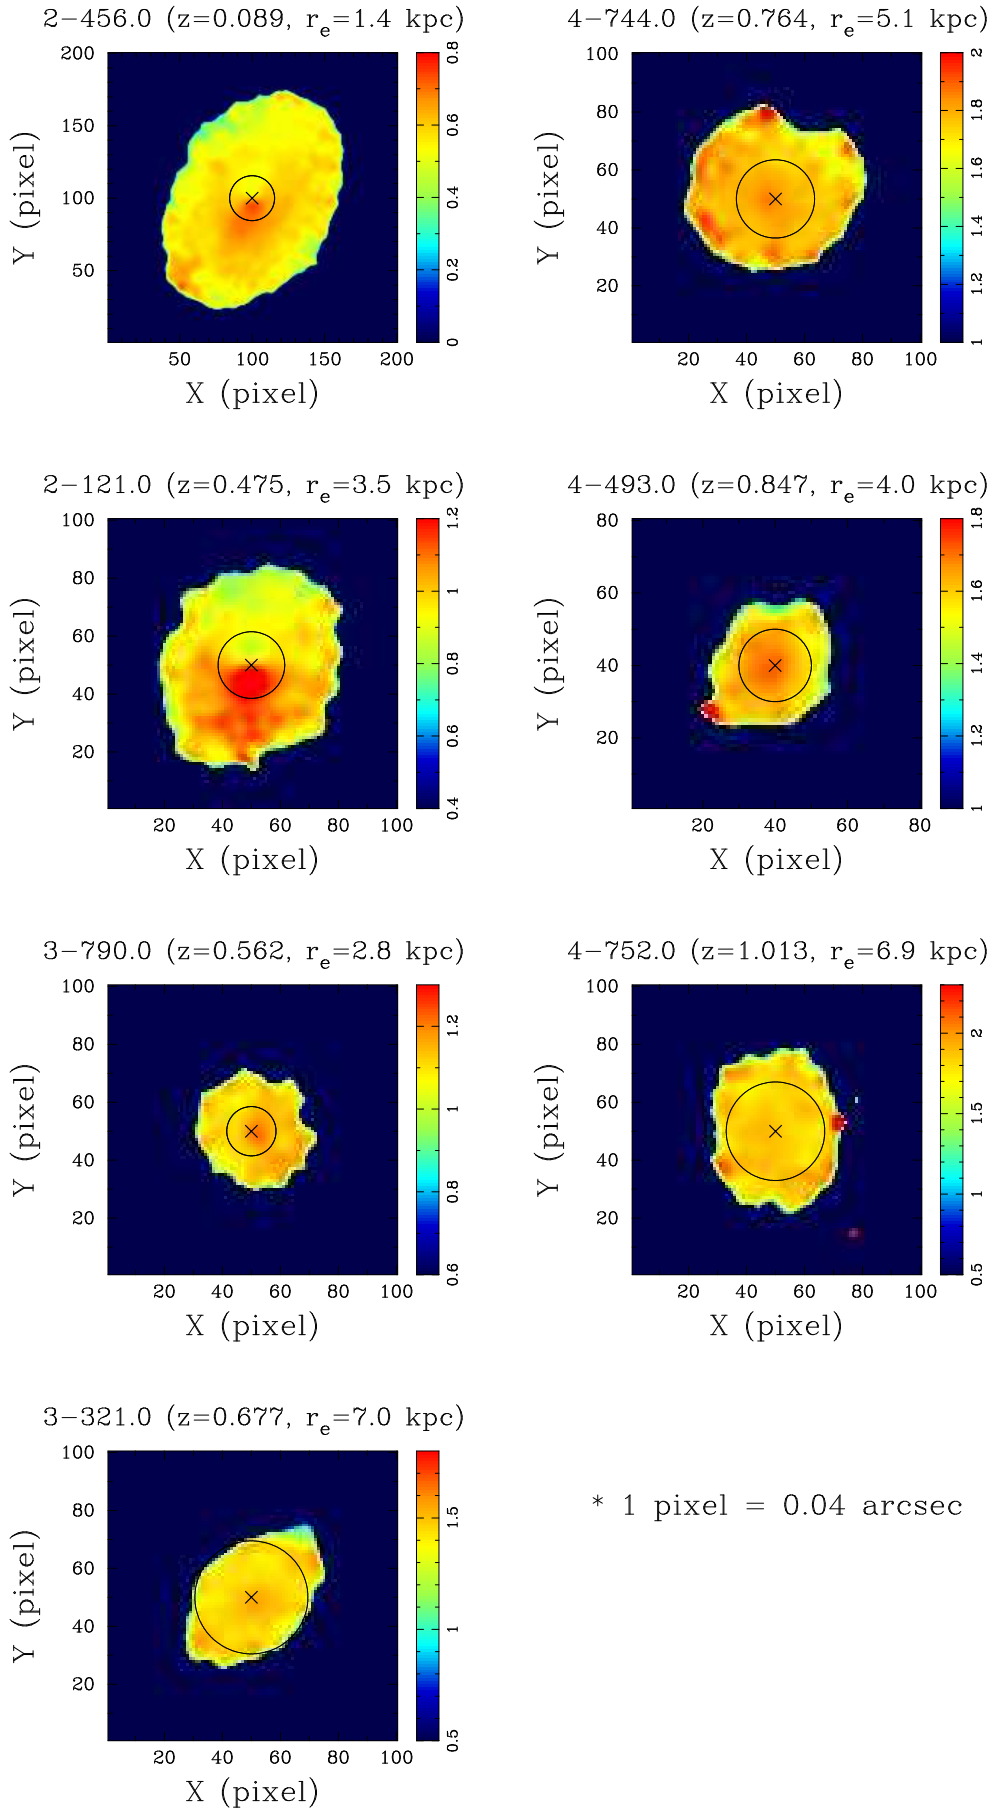 2-456.0 (z=0.089, re=1.4 kpc)
200
150
100
50
Y (pixel)
50 100 150 200
X (pixel)
0.8
0.6
0.4
0.2
0
4-744.0 (z=0.764, re=5.1 kpc)
100
80
60
40
20
Y (pixel)
20 40 60 80 100
X (pixel)
2
1.8
1.6
1.4
1.2
1
2-121.0 (z=0.475, re=3.5 kpc)
100
80
60
40
20
Y (pixel)
20 40 60 80 100
X (pixel)
1.2
1
0.8
0.6
0.4
4-493.0 (z=0.847, re=4.0 kpc)
80
60
40
20
Y (pixel)
20 40 60 80
X (pixel)
1.8
1.6
1.4
1.2
1
3-790.0 (z=0.562, re=2.8 kpc)
100
80
60
40
20
Y (pixel)
20 40 60 80 100
X (pixel)
1.2
1
0.8
0.6
4-752.0 (z=1.013, re=6.9 kpc)
100
80
60
40
20
Y (pixel)
20 40 60 80 100
X (pixel)
2
1.5
1
0.5
3-321.0 (z=0.677, re=7.0 kpc)
100
80
60
40
20
Y (pixel)
20 40 60 80 100
X (pixel)
1.5
1
0.5
* 1 pixel = 0.04 arcsec